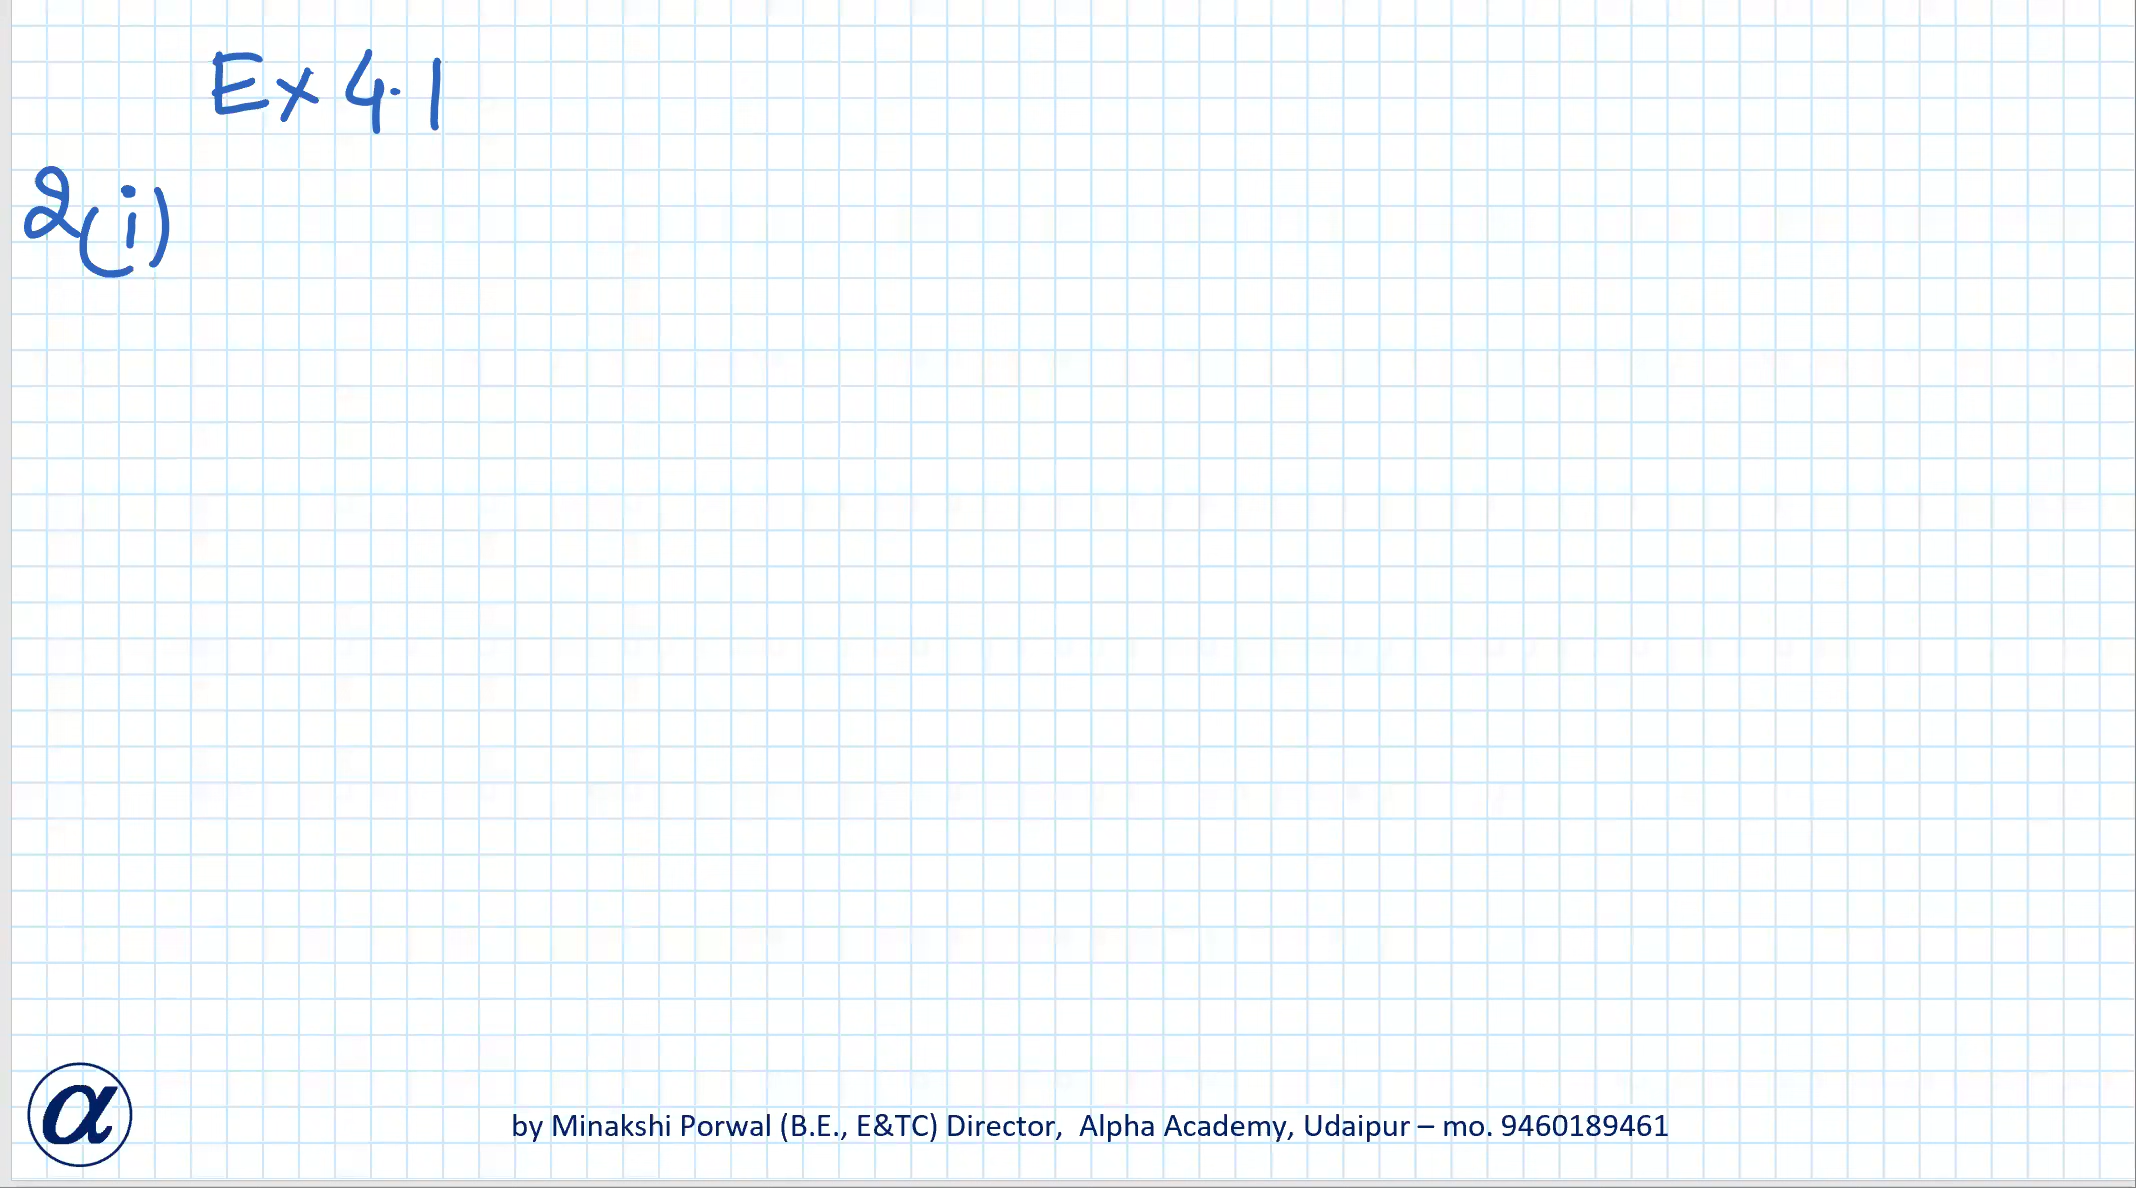 Ex 4.1
2(i)
α
by Minakshi Porwal (B.E., E&TC) Director, Alpha Academy, Udaipur – mo. 9460189461